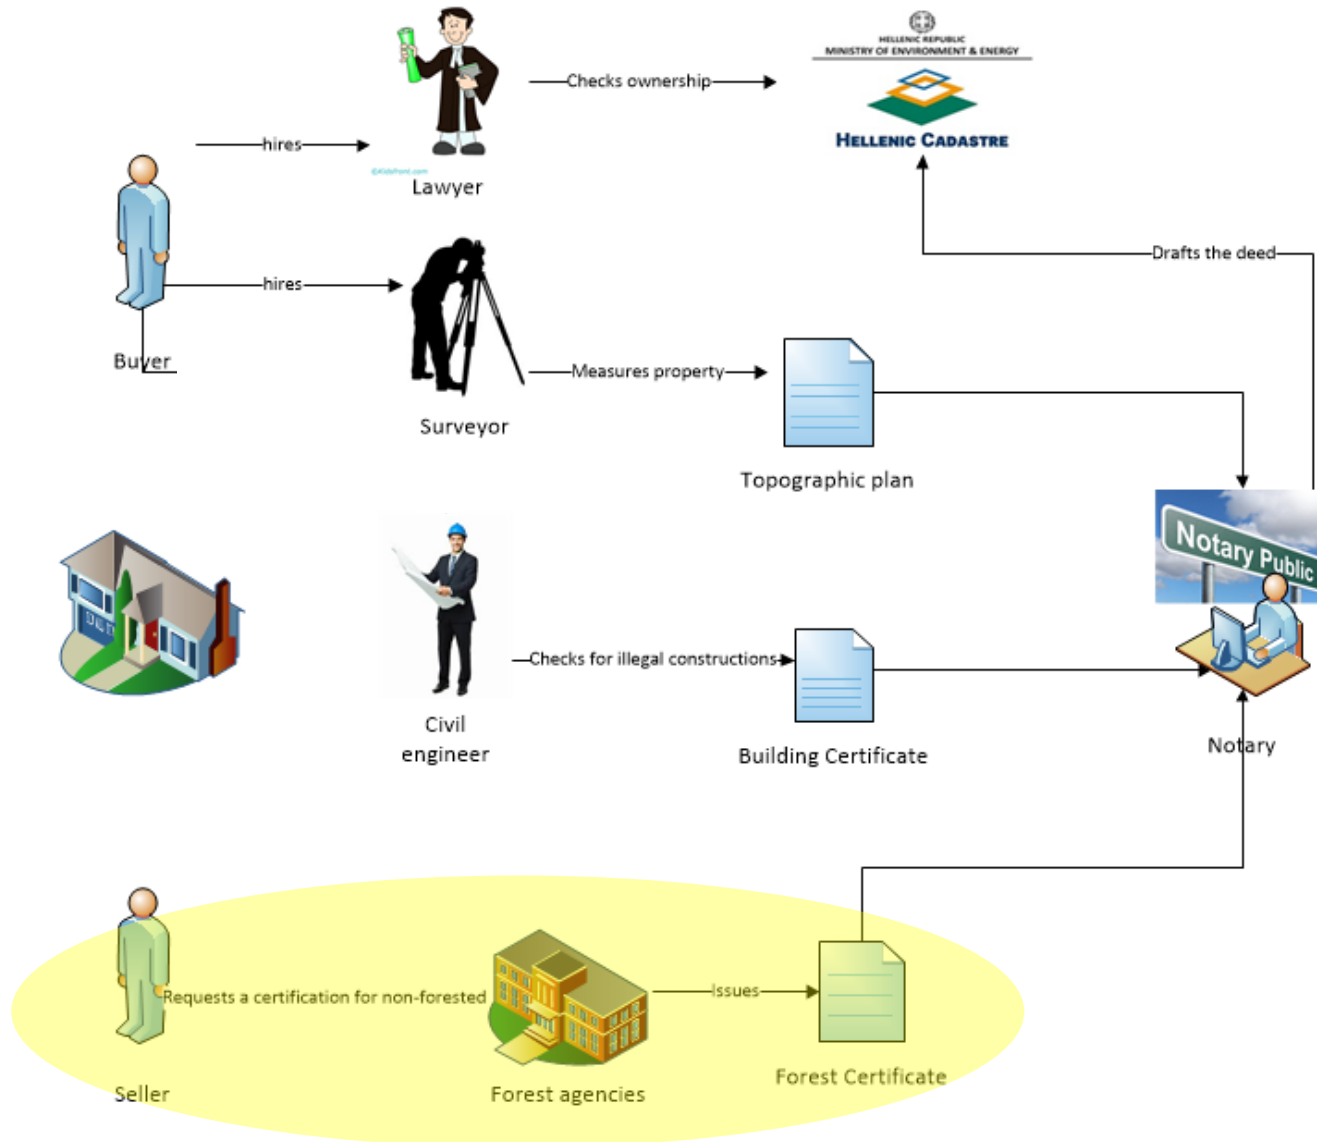 HELLENIC REPUBLIC
MINISTRY OF ENVIRONMENT & ENERGY
HELLENIC CADASTRE
Checks ownership
hires
©KidsFront.com
Lawyer
Drafts the deed
hires
Buyer
Measures property
Surveyor
Topographic plan
Notary Public
Checks for illegal constructions
Civil
engineer
Building Certificate
Notary
Requests a certification for non-forested
Issues
Seller
Forest agencies
Forest Certificate